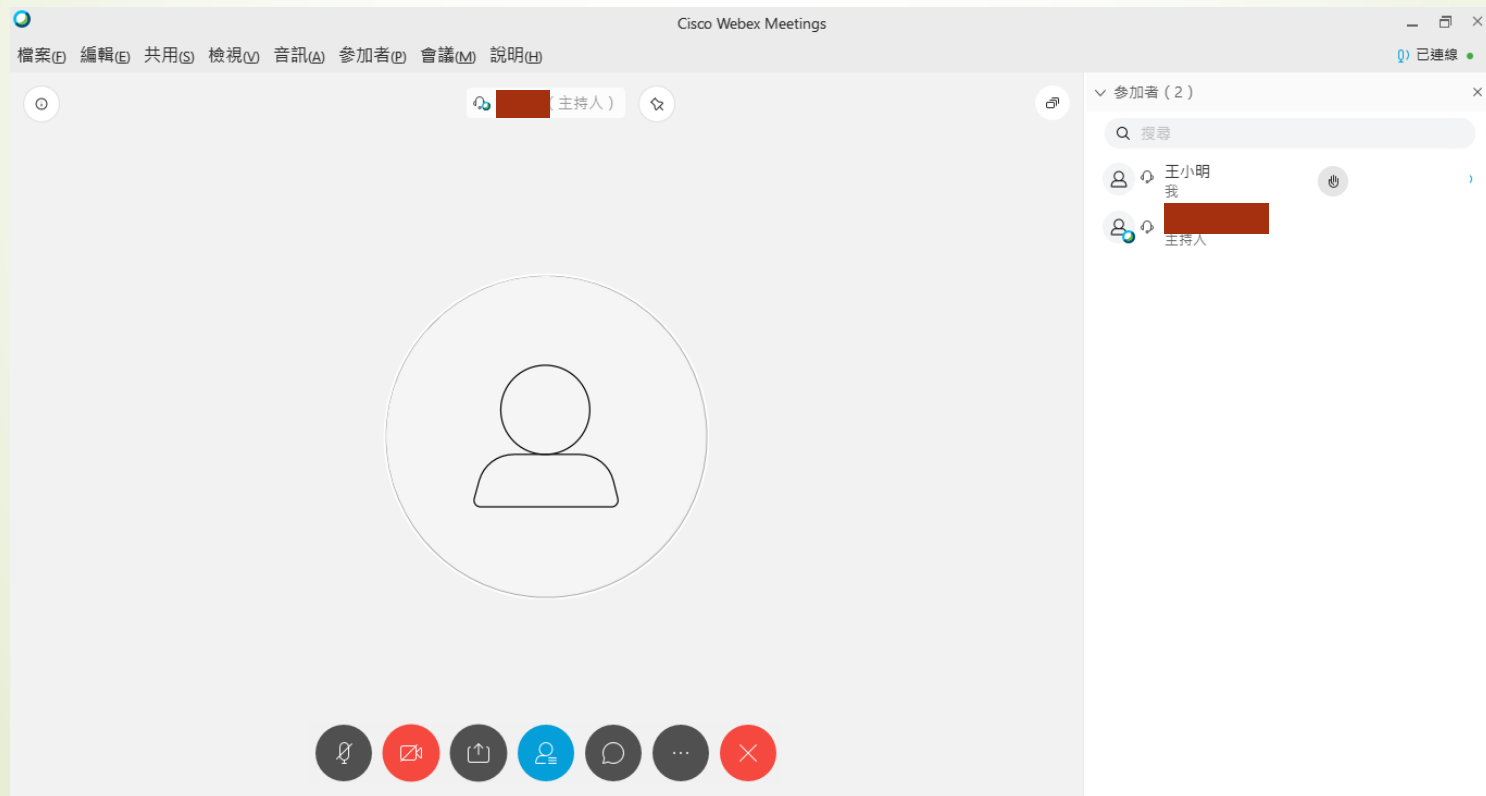 Cisco Webex Meetings
檔案(F) 編輯(E) 共用(S) 檢視(V) 音訊(A) 參加者(P) 會議(M) 說明(H)
已連線
(主持人)
參加者 (2)
搜尋
王小明
我
主持人